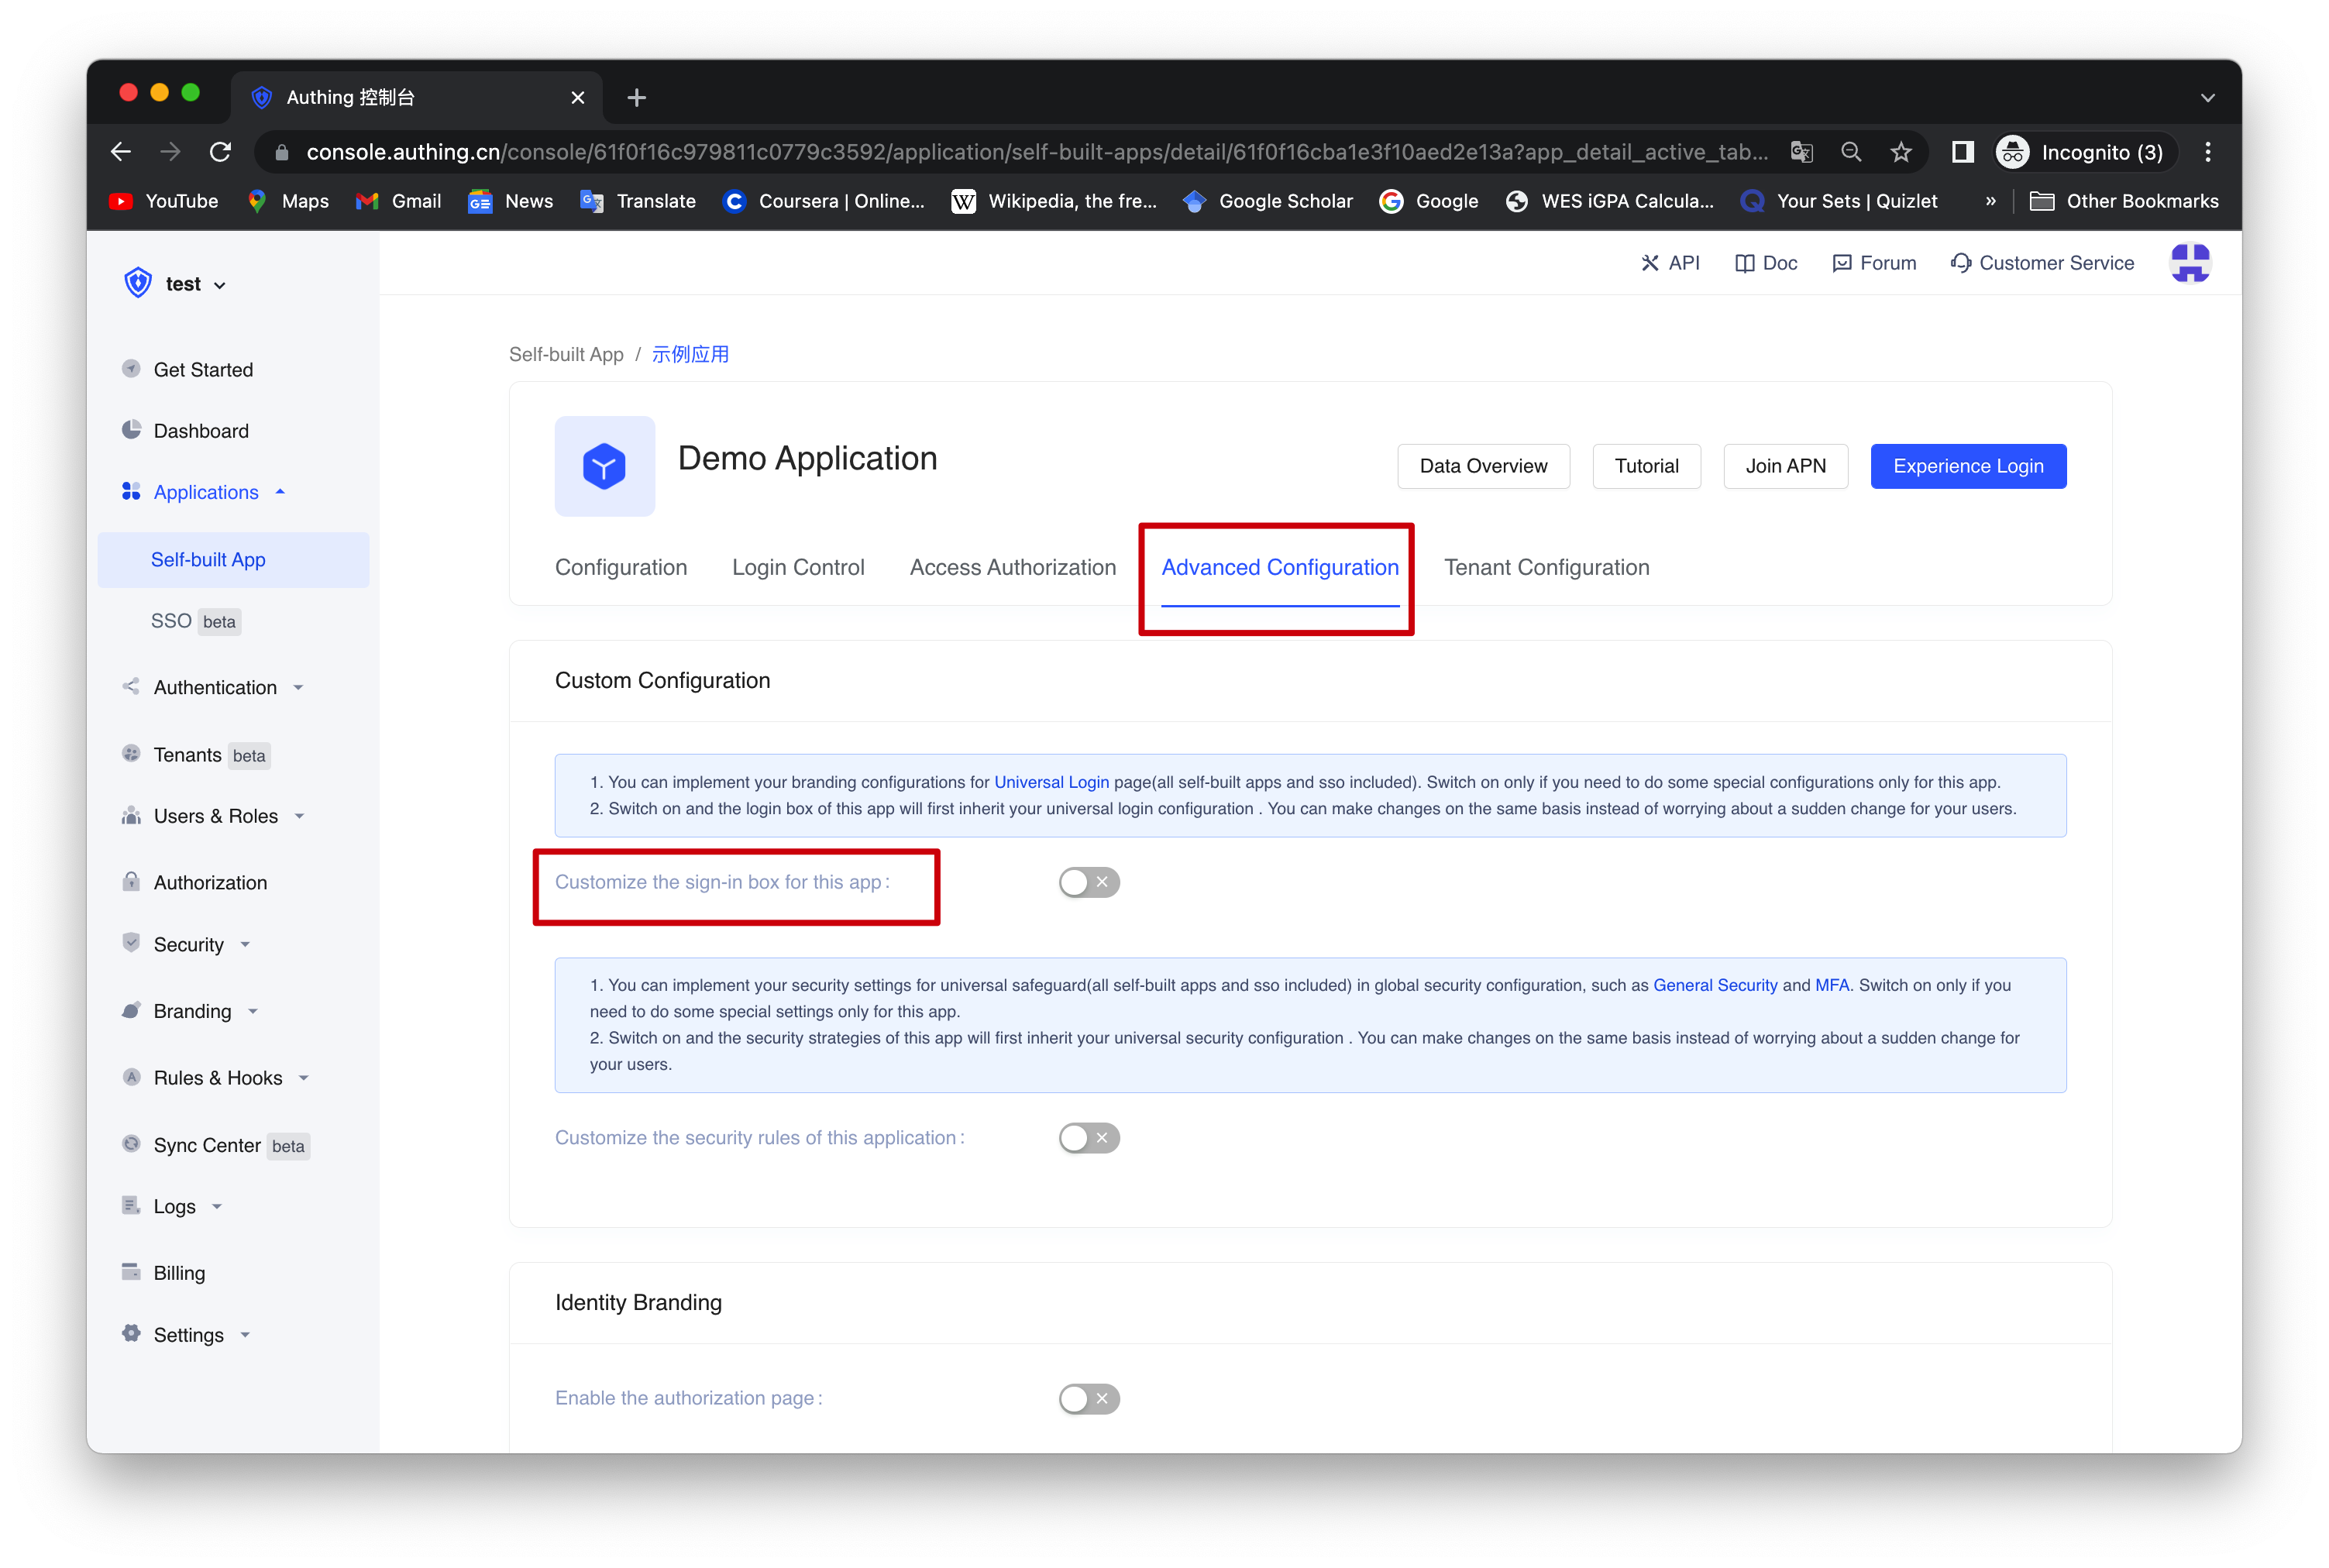 Authing 控制台
console.authing.cn/console/61f0f16c979811c0779c3592/application/self-built-apps/detail/61f0f16cba1e3f10aed2e13a?app_detail_active_tab...
Incognito (3)
YouTube Maps Gmail News Translate Coursera | Online... Wikipedia, the fre... Google Scholar Google WES iGPA Calcula... Your Sets | Quizlet » Other Bookmarks
test
API Doc Forum Customer Service
Get Started
Dashboard
Applications
Self-built App
SSO beta
Authentication
Tenants beta
Users & Roles
Authorization
Security
Branding
Rules & Hooks
Sync Center beta
Logs
Billing
Settings
Self-built App / 示例应用
Demo Application
Data Overview Tutorial Join APN Experience Login
Configuration Login Control Access Authorization Advanced Configuration Tenant Configuration
Custom Configuration
1. You can implement your branding configurations for Universal Login page(all self-built apps and sso included). Switch on only if you need to do some special configurations only for this app.
2. Switch on and the login box of this app will first inherit your universal login configuration . You can make changes on the same basis instead of worrying about a sudden change for your users.
Customize the sign-in box for this app:
1. You can implement your security settings for universal safeguard(all self-built apps and sso included) in global security configuration, such as General Security and MFA. Switch on only if you
need to do some special settings only for this app.
2. Switch on and the security strategies of this app will first inherit your universal security configuration . You can make changes on the same basis instead of worrying about a sudden change for
your users.
Customize the security rules of this application:
Identity Branding
Enable the authorization page: